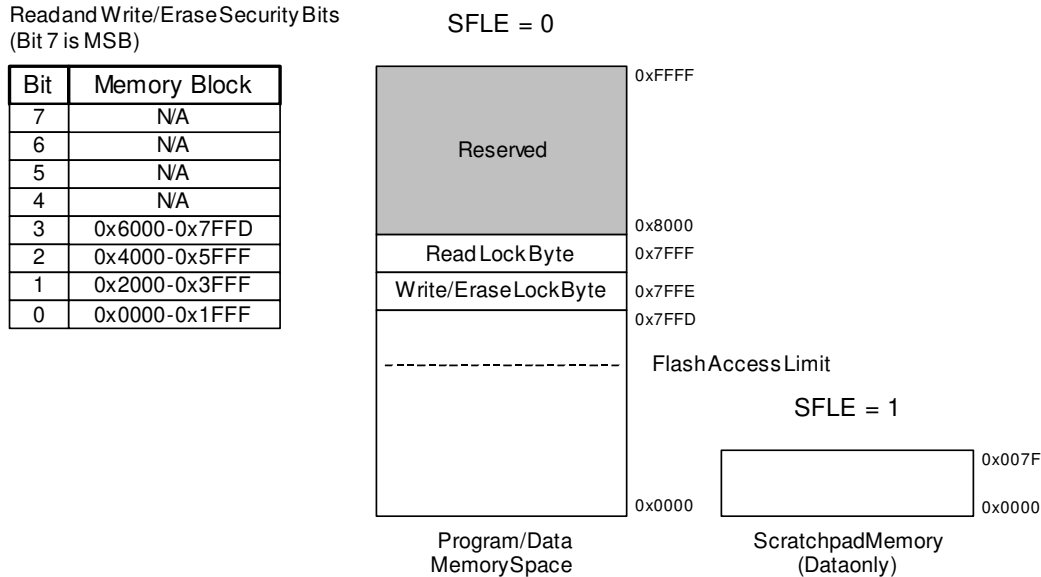 Read and Write/Erase Security Bits
(Bit 7 is MSB)
SFLE = 0
Bit Memory Block
7 N/A
6 N/A
5 N/A
4 N/A
3 0x6000-0x7FFD
2 0x4000-0x5FFF
1 0x2000-0x3FFF
0 0x0000-0x1FFF
0xFFFF
Reserved
0x8000
Read Lock Byte 0x7FFF
Write/Erase Lock Byte 0x7FFE
0x7FFD
Flash Access Limit
SFLE = 1
0x007F
0x0000
0x0000
Program/Data
Memory Space
Scratchpad Memory
(Data only)